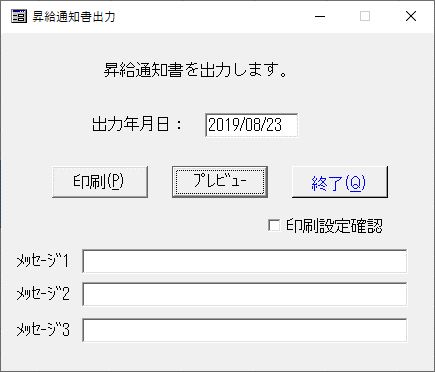 昇給通知書出力
昇給通知書を出力します。
出力年月日： 2019/08/23
印刷(P) ﾌﾟﾚﾋﾞｭｰ 終了(Q)
印刷設定確認
ﾒｯｾｰｼﾞ1
ﾒｯｾｰｼﾞ2
ﾒｯｾｰｼﾞ3